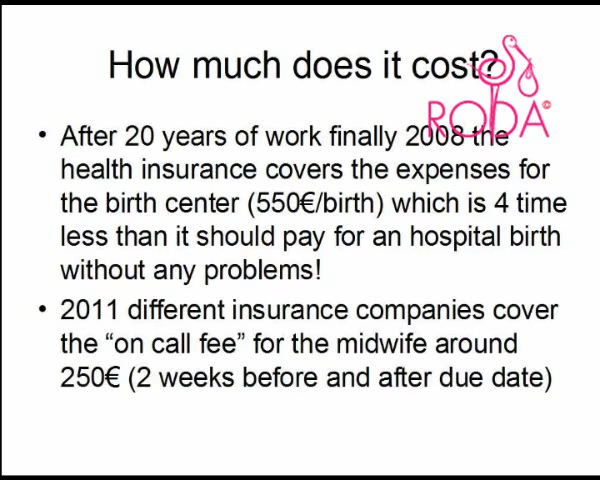 How much does it cost?
RODA©
• After 20 years of work finally 2008 the
health insurance covers the expenses for
the birth center (550€/birth) which is 4 time
less than it should pay for an hospital birth
without any problems!
• 2011 different insurance companies cover
the “on call fee” for the midwife around
250€ (2 weeks before and after due date)